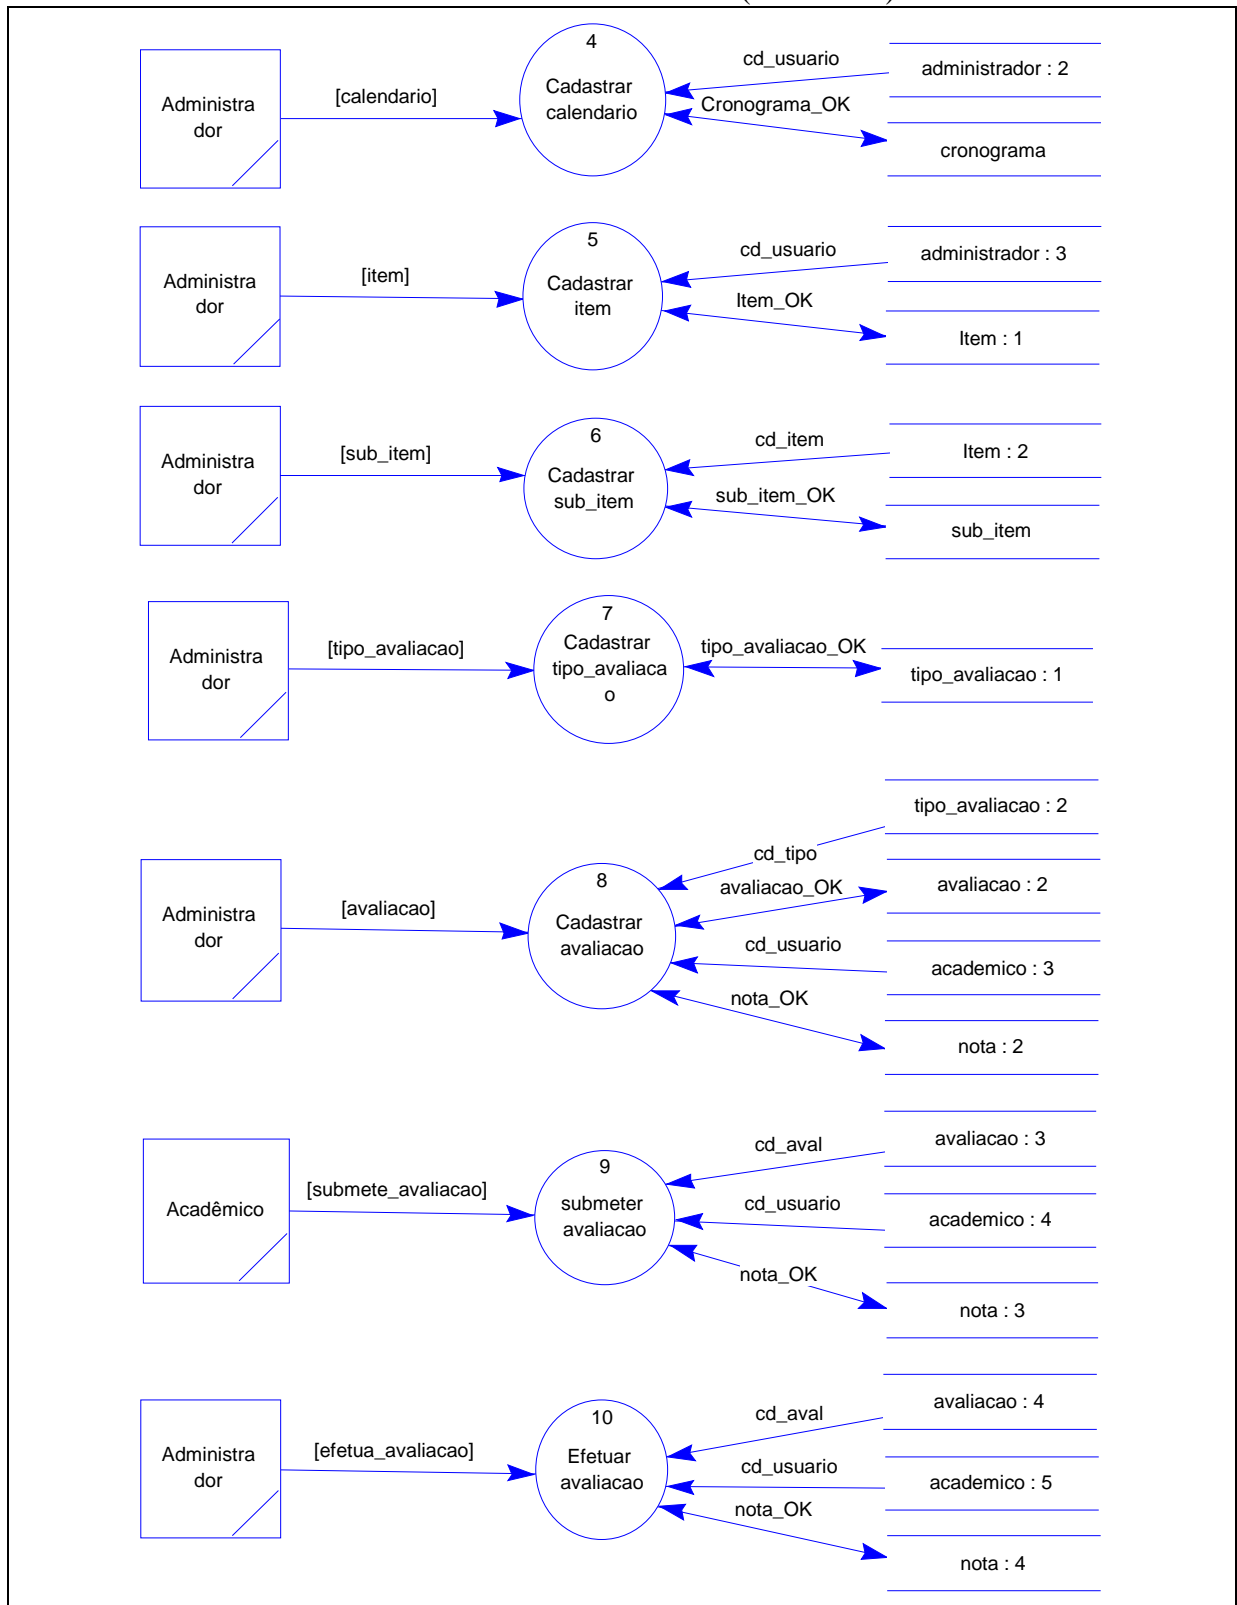 4
cd_usuario
administrador : 2
Administra
dor
[calendario]
Cadastrar
calendario
Cronograma_OK
cronograma
5
cd_usuario
administrador : 3
Administra
dor
[item]
Cadastrar
item
Item_OK
Item : 1
6
cd_item
Item : 2
Administra
dor
[sub_item]
Cadastrar
sub_item
sub_item_OK
sub_item
7
Administra
dor
[tipo_avaliacao]
Cadastrar
tipo_avaliaca
o
tipo_avaliacao_OK
tipo_avaliacao : 1
tipo_avaliacao : 2
cd_tipo
8
avaliacao_OK
avaliacao : 2
Administra
dor
[avaliacao]
Cadastrar
avaliacao
cd_usuario
academico : 3
nota_OK
nota : 2
cd_aval
avaliacao : 3
9
Acadêmico
[submete_avaliacao]
submeter
avaliacao
cd_usuario
academico : 4
nota_OK
nota : 3
cd_aval
avaliacao : 4
10
Administra
dor
[efetua_avaliacao]
Efetuar
avaliacao
cd_usuario
academico : 5
nota_OK
nota : 4